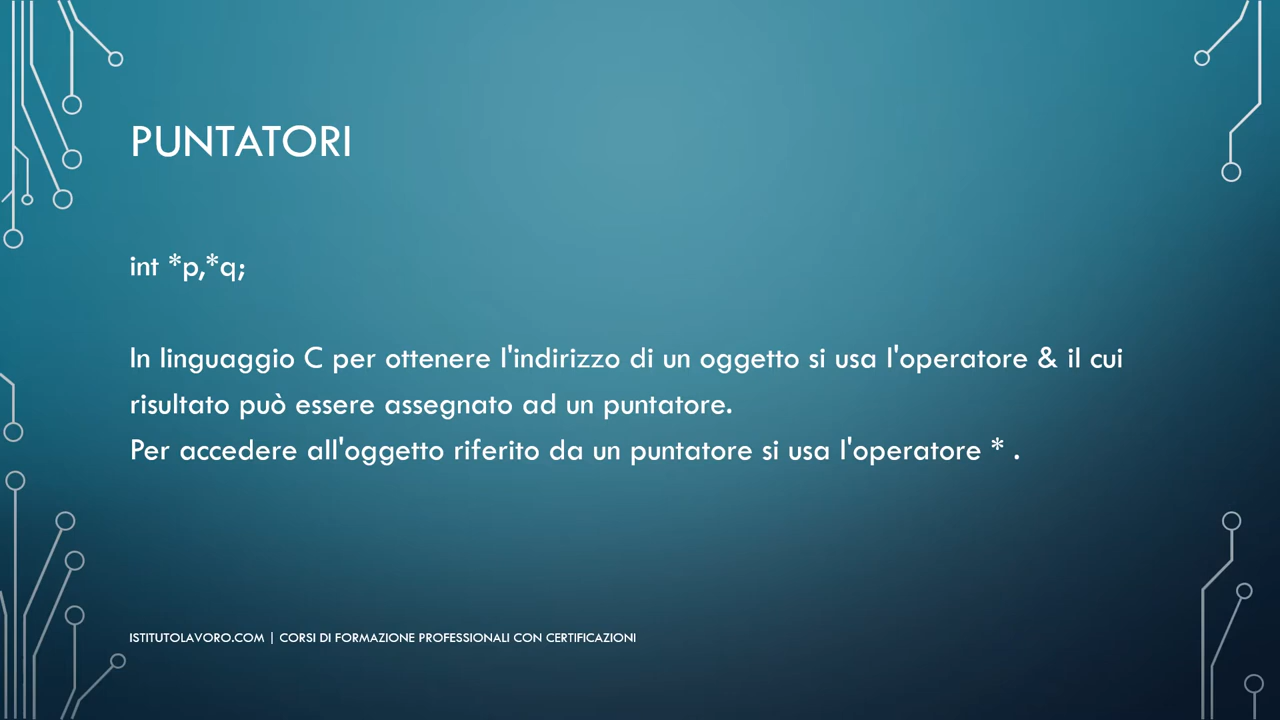 PUNTATORI
int *p,*q;
In linguaggio C per ottenere l'indirizzo di un oggetto si usa l'operatore & il cui
risultato può essere assegnato ad un puntatore.
Per accedere all'oggetto riferito da un puntatore si usa l'operatore * .
ISTITUTOLAVORO.COM | CORSI DI FORMAZIONE PROFESSIONALI CON CERTIFICAZIONI